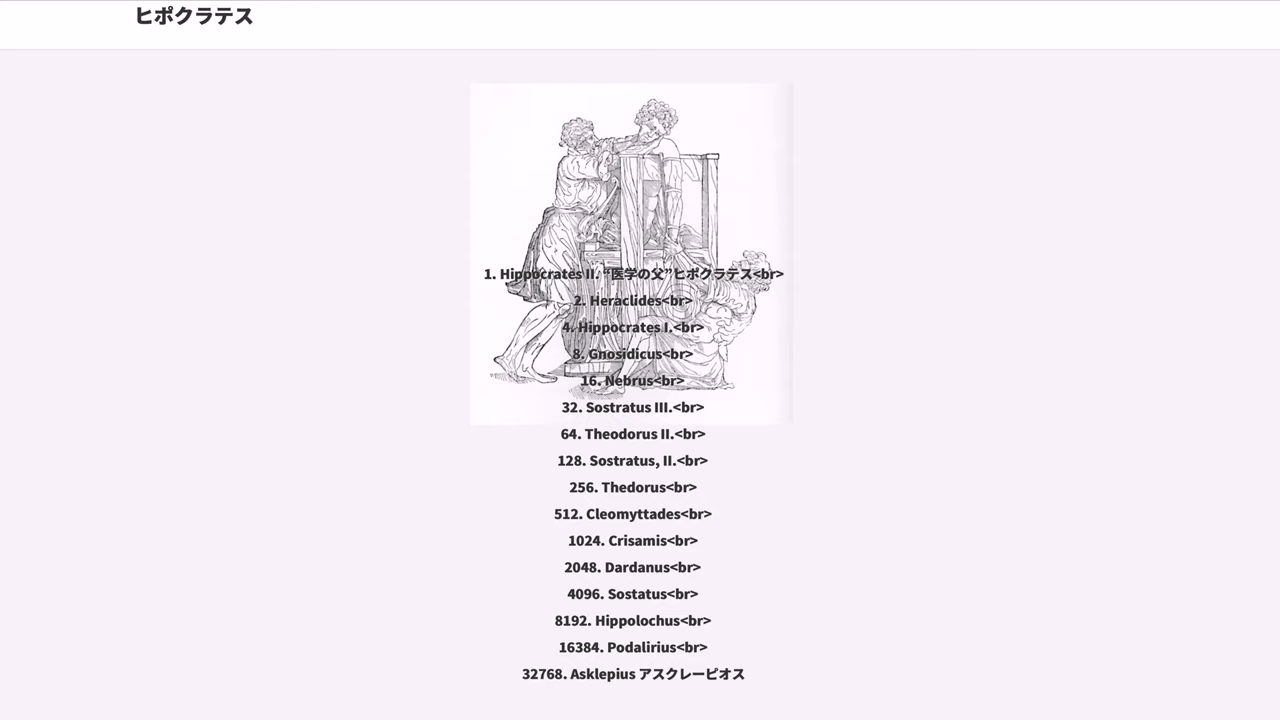 ヒポクラテス
1. Hippocrates II. “医学の父”ヒポクラテス<br>
2. Heraclides<br>
4. Hippocrates I.<br>
8. Gnosidicus<br>
16. Nebrus<br>
32. Sostratus III.<br>
64. Theodorus II.<br>
128. Sostratus, II.<br>
256. Thedorus<br>
512. Cleomyttades<br>
1024. Crisamis<br>
2048. Dardanus<br>
4096. Sostatus<br>
8192. Hippolochus<br>
16384. Podalirius<br>
32768. Asklepius アスクレーピオス